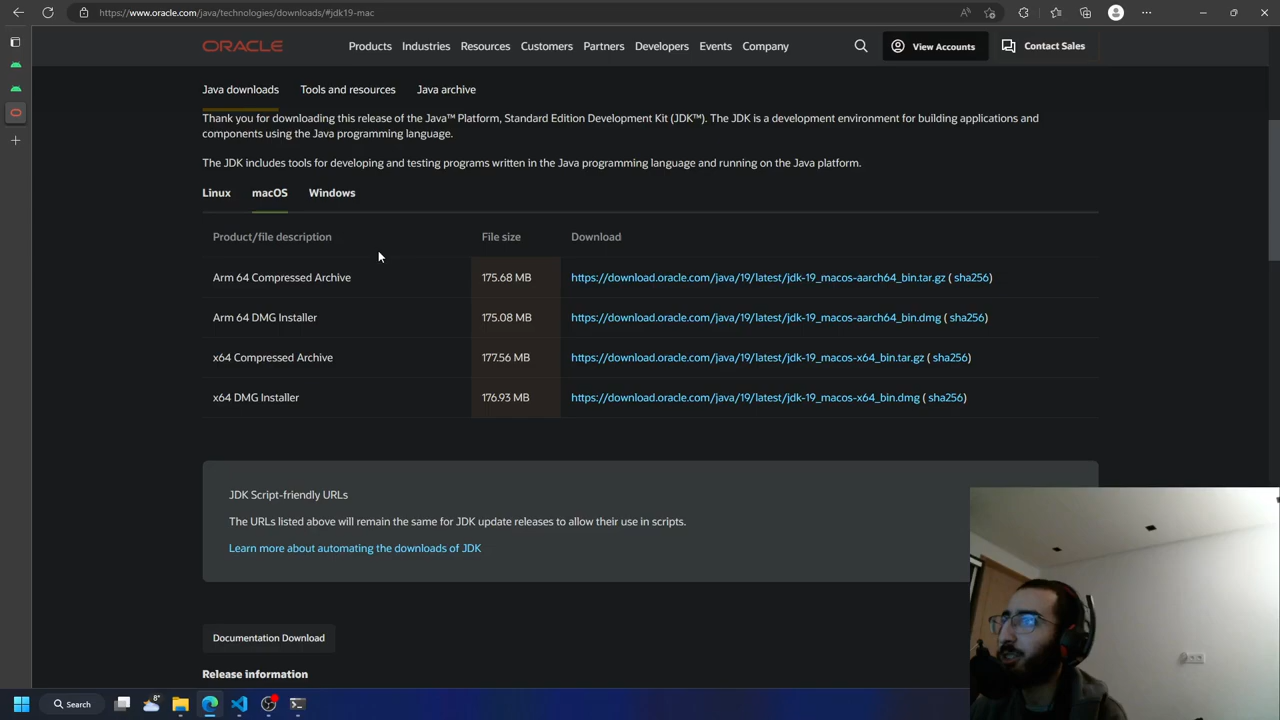 https://www.oracle.com/java/technologies/downloads/#jdk19-mac
ORACLE
Products
Industries
Resources
Customers
Partners
Developers
Events
Company
View Accounts
Contact Sales
Java downloads
Tools and resources
Java archive
Thank you for downloading this release of the Java™ Platform, Standard Edition Development Kit (JDK™). The JDK is a development environment for building applications and
components using the Java programming language.
The JDK includes tools for developing and testing programs written in the Java programming language and running on the Java platform.
Linux
macOS
Windows
Product/file description File size Download
Arm 64 Compressed Archive 175.68 MB https://download.oracle.com/java/19/latest/jdk-19_macos-aarch64_bin.tar.gz ( sha256)
Arm 64 DMG Installer 175.08 MB https://download.oracle.com/java/19/latest/jdk-19_macos-aarch64_bin.dmg ( sha256)
x64 Compressed Archive 177.56 MB https://download.oracle.com/java/19/latest/jdk-19_macos-x64_bin.tar.gz ( sha256)
x64 DMG Installer 176.93 MB https://download.oracle.com/java/19/latest/jdk-19_macos-x64_bin.dmg ( sha256)
JDK Script-friendly URLs
The URLs listed above will remain the same for JDK update releases to allow their use in scripts.
Learn more about automating the downloads of JDK
Documentation Download
Release information
8°
Search